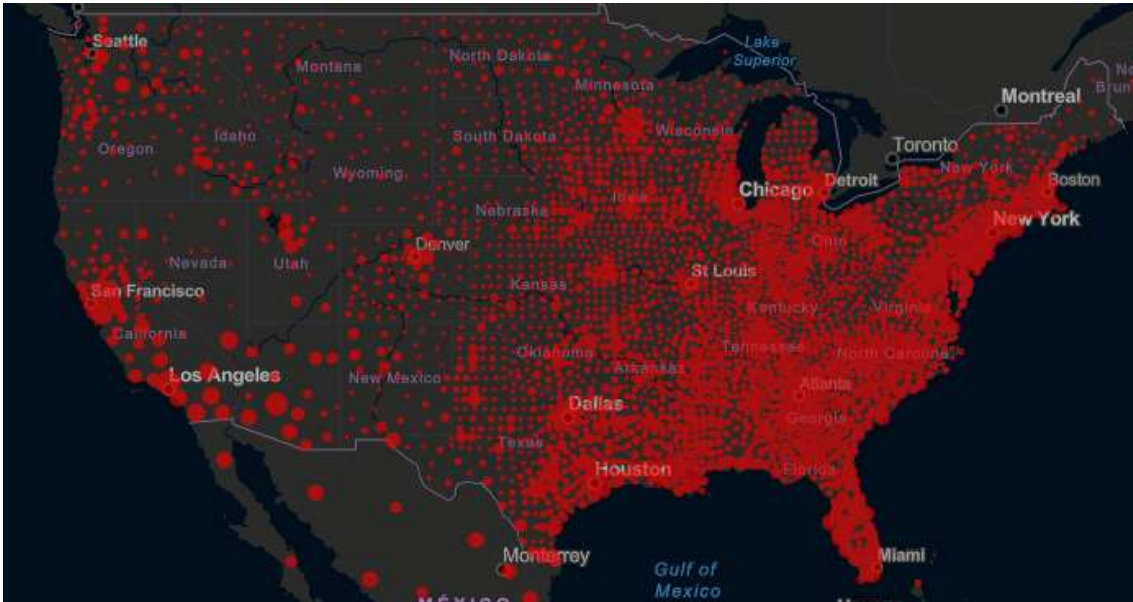 Seattle
Lake
Superior
North Dakota
Montana
Minnesota
Montreal
Oregon
Idaho
South Dakota
Wisconsin
Toronto
New York
Wyoming
Detroit
Boston
Chicago
Iowa
Nebraska
New York
Denver
Ohio
Nevada
Utah
St Louis
Kansas
San Francisco
Kentucky
Virginia
California
Tennessee
Oklahoma
North Carolina
Los Angeles
New Mexico
Arkansas
Atlanta
Dallas
Georgia
Texas
Houston
Florida
Monterrey
Miami
Gulf of
Mexico
MÉXICO